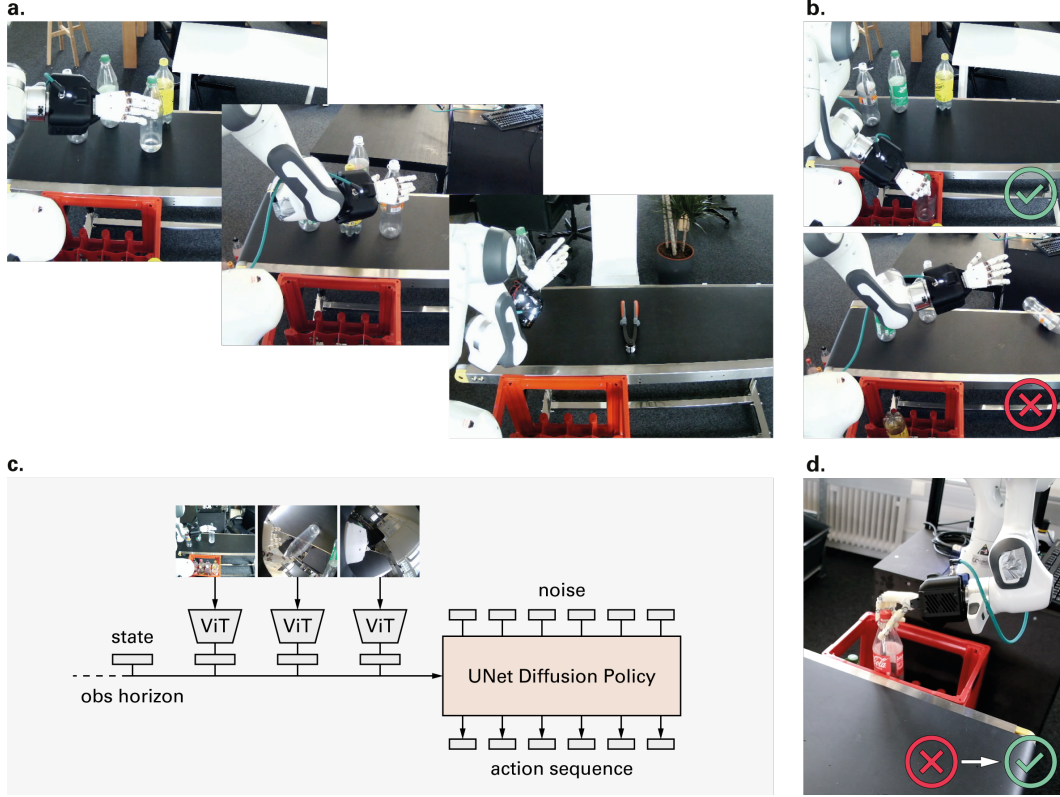 a.
b.
c.
state
ViT
ViT
ViT
obs horizon
noise
UNet Diffusion Policy
action sequence
d.